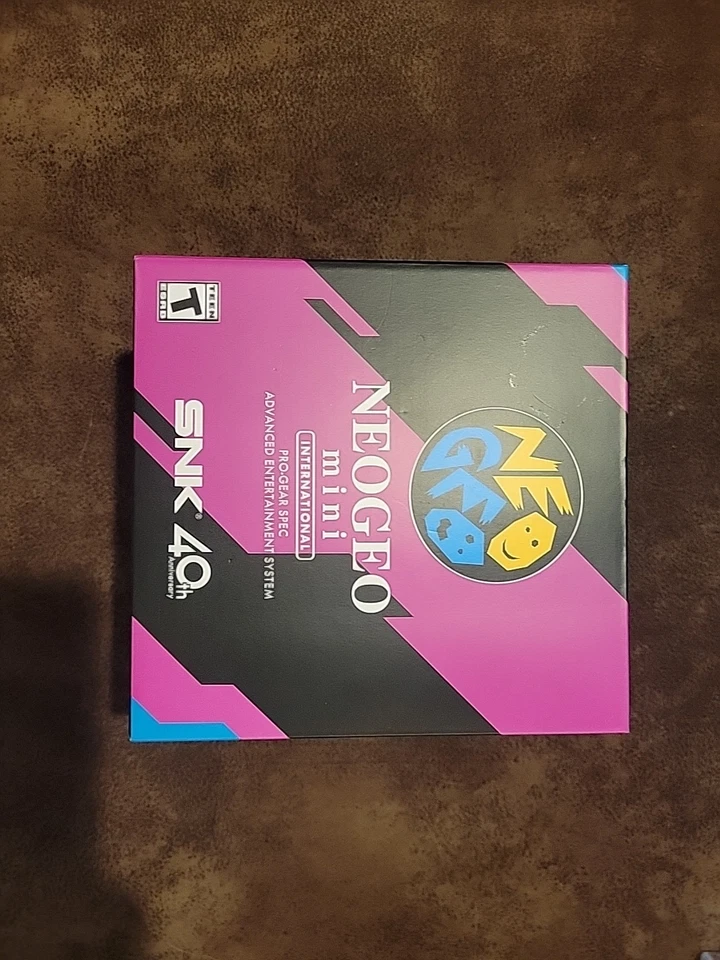 NEO
GEO
NEOGEO
mini
INTERNATIONAL
PRO-GEAR SPEC
ADVANCED ENTERTAINMENT SYSTEM
SNK® 40th
Anniversary
TEEN
T
ESRB